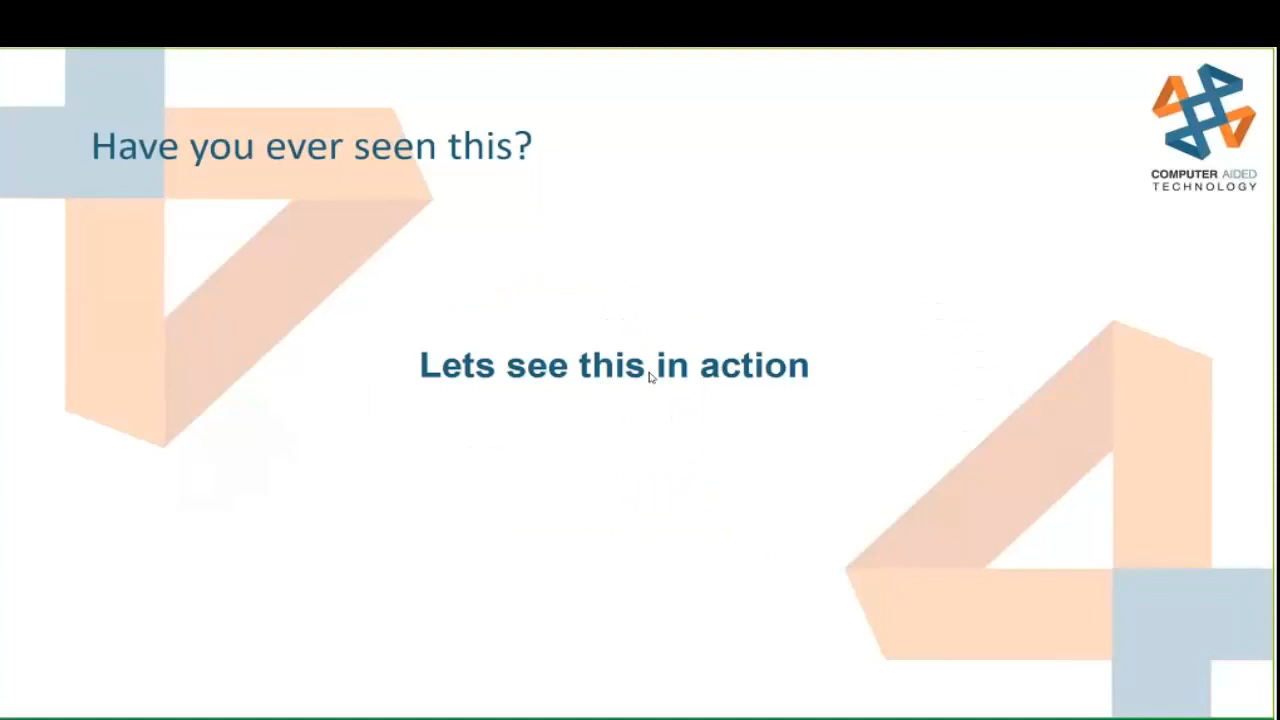 Have you ever seen this?
COMPUTER AIDED
TECHNOLOGY
Lets see this in action